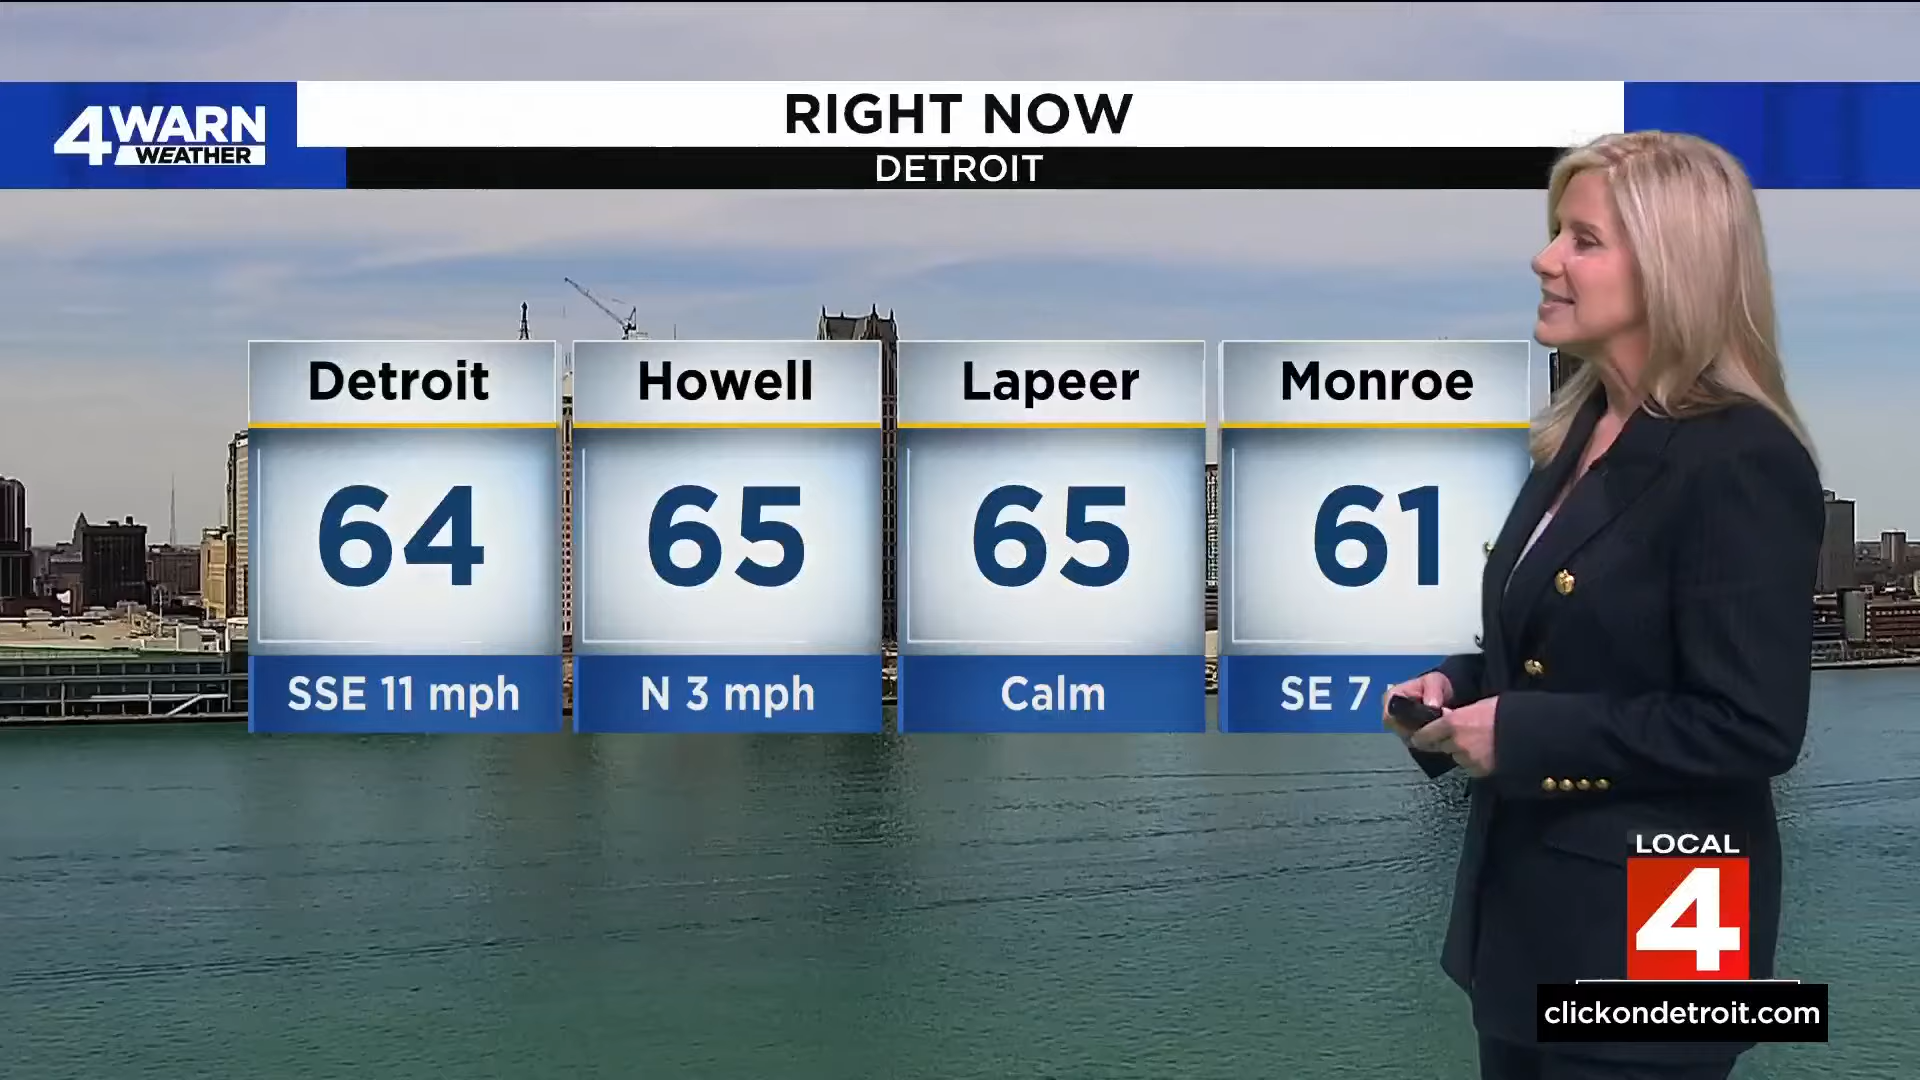 4WARN
WEATHER
RIGHT NOW
DETROIT
Detroit
64
SSE 11 mph
Howell
65
N 3 mph
Lapeer
65
Calm
Monroe
61
SE 7
LOCAL
4
clickondetroit.com